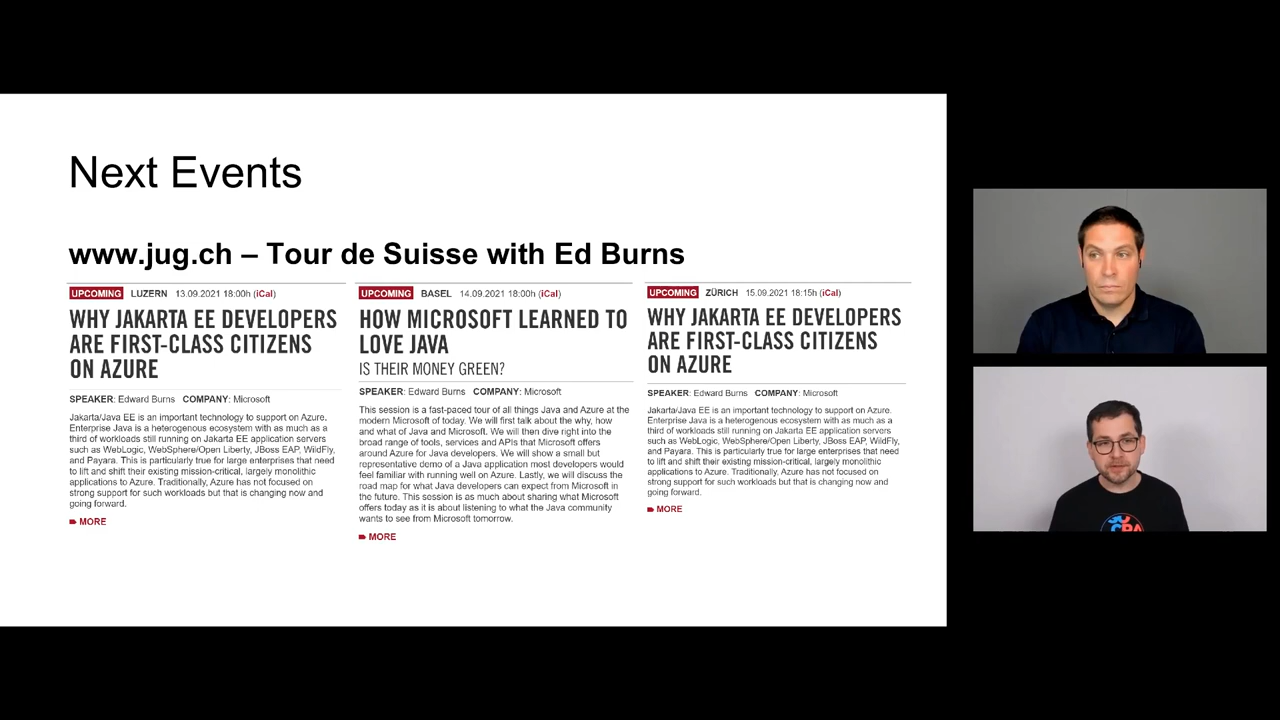 Next Events
www.jug.ch – Tour de Suisse with Ed Burns
UPCOMING LUZERN 13.09.2021 18:00h (iCal)
WHY JAKARTA EE DEVELOPERS
ARE FIRST-CLASS CITIZENS
ON AZURE
SPEAKER: Edward Burns COMPANY: Microsoft
Jakarta/Java EE is an important technology to support on Azure.
Enterprise Java is a heterogenous ecosystem with as much as a
third of workloads still running on Jakarta EE application servers
such as WebLogic, WebSphere/Open Liberty, JBoss EAP, WildFly,
and Payara. This is particularly true for large enterprises that need
to lift and shift their existing mission-critical, largely monolithic
applications to Azure. Traditionally, Azure has not focused on
strong support for such workloads but that is changing now and
going forward.
MORE
UPCOMING BASEL 14.09.2021 18:00h (iCal)
HOW MICROSOFT LEARNED TO
LOVE JAVA
IS THEIR MONEY GREEN?
SPEAKER: Edward Burns COMPANY: Microsoft
This session is a fast-paced tour of all things Java and Azure at the
modern Microsoft of today. We will first talk about the why, how
and what of Java and Microsoft. We will then dive right into the
broad range of tools, services and APIs that Microsoft offers
around Azure for Java developers. We will show a small but
representative demo of a Java application most developers would
feel familiar with running well on Azure. Lastly, we will discuss the
road map for what Java developers can expect from Microsoft in
the future. This session is as much about sharing what Microsoft
offers today as it is about listening to what the Java community
wants to see from Microsoft tomorrow.
MORE
UPCOMING ZÜRICH 15.09.2021 18:15h (iCal)
WHY JAKARTA EE DEVELOPERS
ARE FIRST-CLASS CITIZENS
ON AZURE
SPEAKER: Edward Burns COMPANY: Microsoft
Jakarta/Java EE is an important technology to support on Azure.
Enterprise Java is a heterogenous ecosystem with as much as a
third of workloads still running on Jakarta EE application servers
such as WebLogic, WebSphere/Open Liberty, JBoss EAP, WildFly,
and Payara. This is particularly true for large enterprises that need
to lift and shift their existing mission-critical, largely monolithic
applications to Azure. Traditionally, Azure has not focused on
strong support for such workloads but that is changing now and
going forward.
MORE